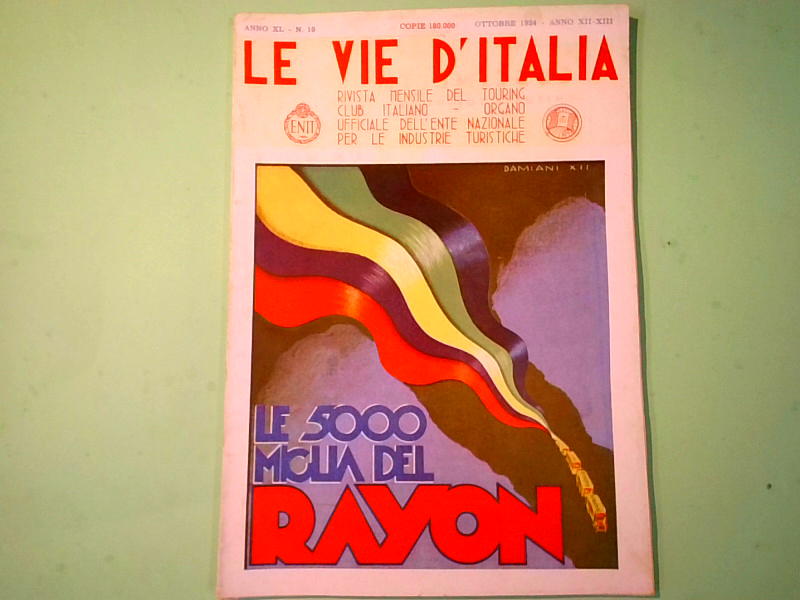 ANNO XL - N. 10 COPIE 180.000 OTTOBRE 1934 - ANNO XII-XIII
LE VIE D'ITALIA
RIVISTA MENSILE DEL TOURING
CLUB ITALIANO - ORGANO
UFFICIALE DELL'ENTE NAZIONALE
PER LE INDUSTRIE TURISTICHE
ENIT
DAMIANI XII
LE 5000
MIGLIA DEL
RAYON